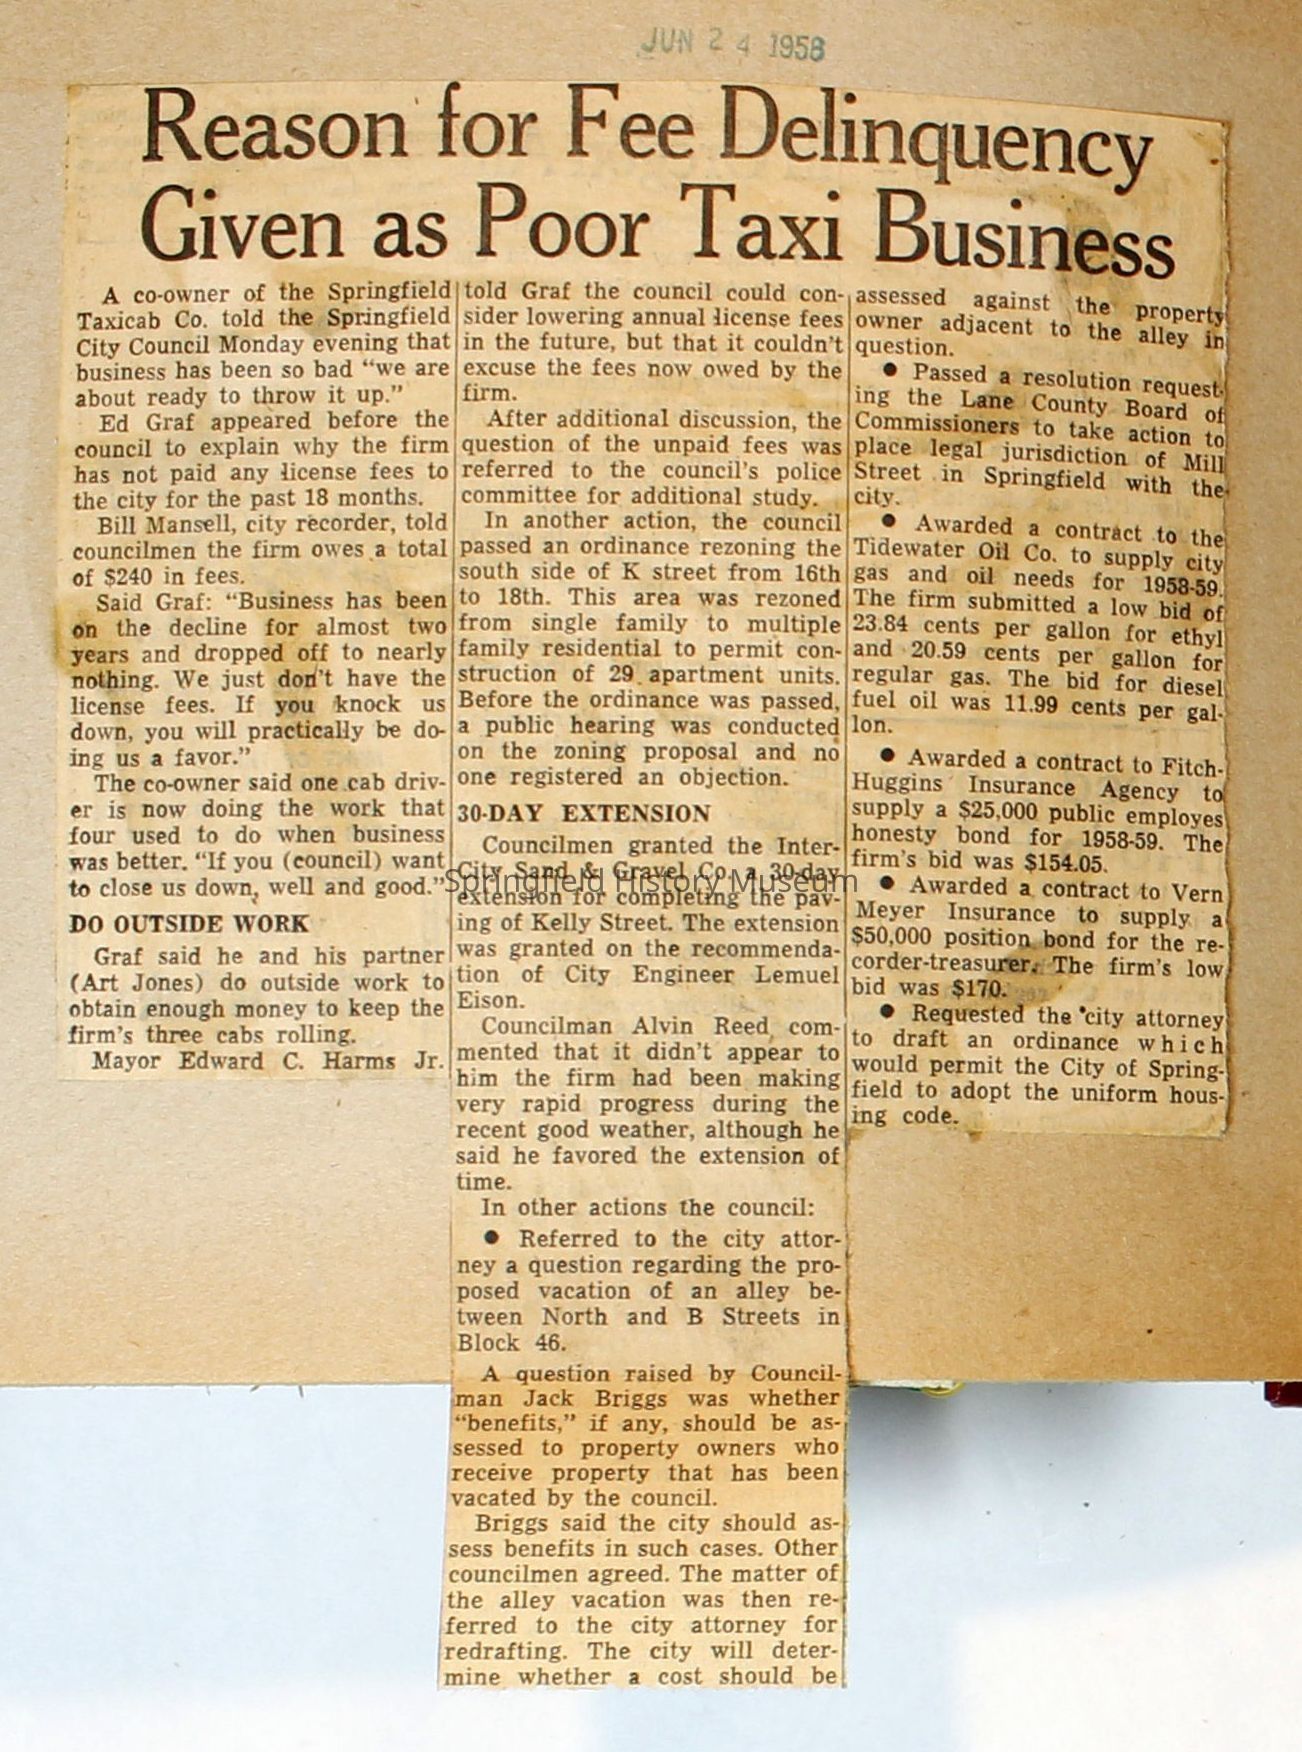 JUN 24 1958
Reason for Fee Delinquency
Given as Poor Taxi Business
A co-owner of the Springfield
Taxicab Co. told the Springfield
City Council Monday evening that
business has been so bad "we are
about ready to throw it up."
Ed Graf appeared before the
council to explain why the firm
has not paid any license fees to
the city for the past 18 months.
Bill Mansell, city recorder, told
councilmen the firm owes a total
of $240 in fees.
Said Graf: "Business has been
on the decline for almost two
years and dropped off to nearly
nothing. We just don't have the
license fees. If you knock us
down, you will practically be do-
ing us a favor."
The co-owner said one cab driv-
er is now doing the work that
four used to do when business
was better. "If you (council) want
to close us down, well and good."
DO OUTSIDE WORK
Graf said he and his partner
(Art Jones) do outside work to
obtain enough money to keep the
firm's three cabs rolling.
Mayor Edward C. Harms Jr.
told Graf the council could con-
sider lowering annual license fees
in the future, but that it couldn't
excuse the fees now owed by the
firm.
After additional discussion, the
question of the unpaid fees was
referred to the council's police
committee for additional study.
In another action, the council
passed an ordinance rezoning the
south side of K street from 16th
to 18th. This area was rezoned
from single family to multiple
family residential to permit con-
struction of 29 apartment units.
Before the ordinance was passed,
a public hearing was conducted
on the zoning proposal and no
one registered an objection.
30-DAY EXTENSION
Councilmen granted the Inter-
City Sand & Gravel Co. a 30-day
Springfield History Museum
extension for completing the pav-
ing of Kelly Street. The extension
was granted on the recommenda-
tion of City Engineer Lemuel
Eison.
Councilman Alvin Reed com-
mented that it didn't appear to
him the firm had been making
very rapid progress during the
recent good weather, although he
said he favored the extension of
time.
In other actions the council:
● Referred to the city attor-
ney a question regarding the pro-
posed vacation of an alley be-
tween North and B Streets in
Block 46.
A question raised by Council-
man Jack Briggs was whether
"benefits," if any, should be as-
sessed to property owners who
receive property that has been
vacated by the council.
Briggs said the city should as-
sess benefits in such cases. Other
councilmen agreed. The matter of
the alley vacation was then re-
ferred to the city attorney for
redrafting. The city will deter-
mine whether a cost should be
assessed against the property
owner adjacent to the alley in
question.
● Passed a resolution request-
ing the Lane County Board of
Commissioners to take action to
place legal jurisdiction of Mill
Street in Springfield with the
city.
● Awarded a contract to the
Tidewater Oil Co. to supply city
gas and oil needs for 1958-59.
The firm submitted a low bid of
23.84 cents per gallon for ethyl
and 20.59 cents per gallon for
regular gas. The bid for diesel
fuel oil was 11.99 cents per gal-
lon.
● Awarded a contract to Fitch-
Huggins Insurance Agency to
supply a $25,000 public employes
honesty bond for 1958-59. The
firm's bid was $154.05.
● Awarded a contract to Vern
Meyer Insurance to supply a
$50,000 position bond for the re-
corder-treasurer. The firm's low
bid was $170.
● Requested the city attorney
to draft an ordinance which
would permit the City of Spring-
field to adopt the uniform hous-
ing code.